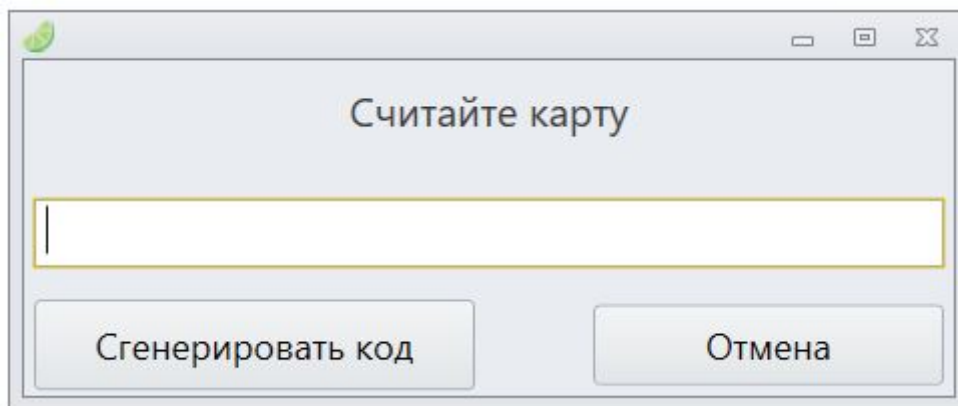 Считайте карту
Сгенерировать код
Отмена